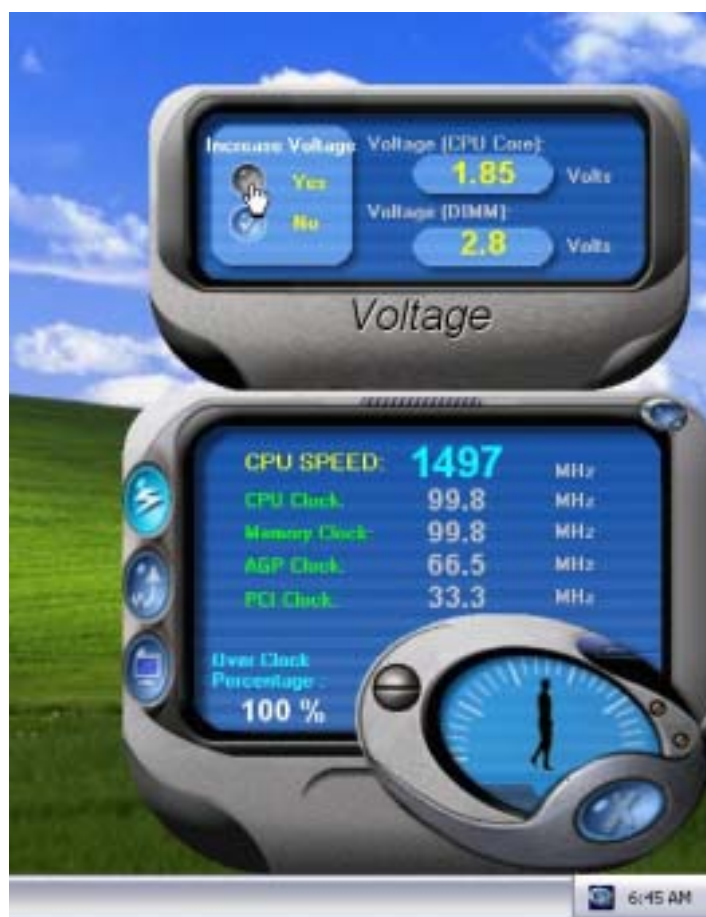 Increase Voltage
Yes
No
Voltage (CPU Core):
1.85 Volts
Voltage (DIMM):
2.8 Volts
Voltage
CPU SPEED: 1497 MHz
CPU Clock: 99.8 MHz
Memory Clock: 99.8 MHz
AGP Clock: 66.5 MHz
PCI Clock: 33.3 MHz
Over Clock
Percentage :
100 %
6:45 AM